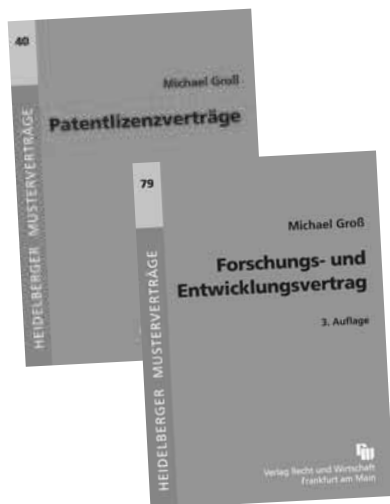 40
Michael Groß
Patentlizenzverträge
HEIDELBERGER MUSTERVERTRÄGE
79
Michael Groß
Forschungs- und
Entwicklungsvertrag
3. Auflage
HEIDELBERGER MUSTERVERTRÄGE
Verlag Recht und Wirtschaft
Frankfurt am Main